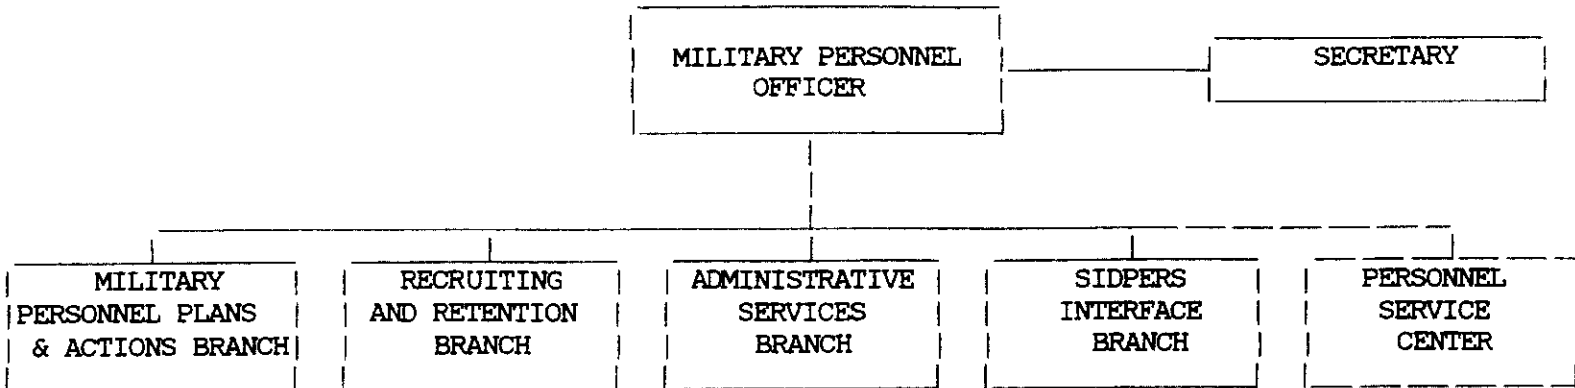 MILITARY PERSONNEL
OFFICER
SECRETARY
MILITARY
PERSONNEL PLANS
& ACTIONS BRANCH
RECRUITING
AND RETENTION
BRANCH
ADMINISTRATIVE
SERVICES
BRANCH
SIDPERS
INTERFACE
BRANCH
PERSONNEL
SERVICE
CENTER